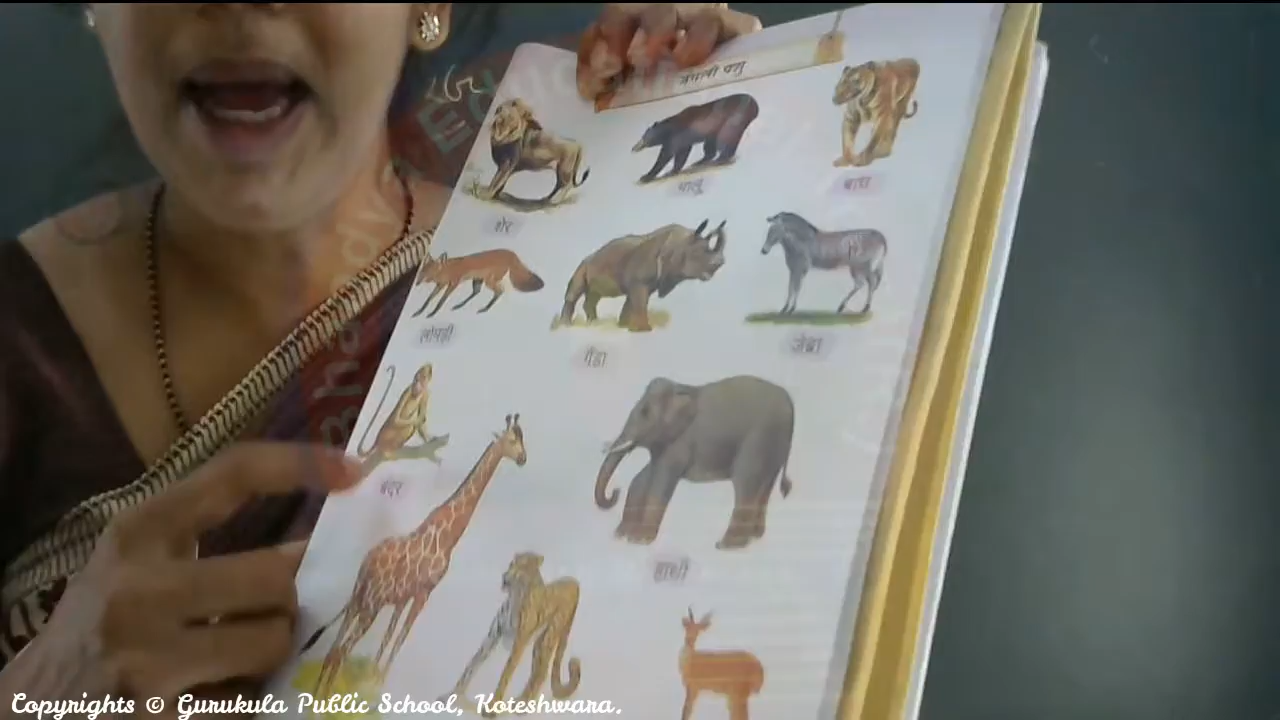 जंगली पशु
शेर
भालू
बाघ
लोमड़ी
गैंडा
जेब्रा
बंदर
हाथी
Copyrights © Gurukula Public School, Koteshwara.